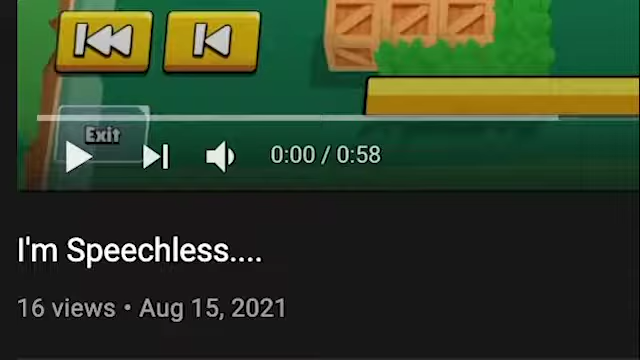 Exit
0:00 / 0:58
I'm Speechless....
16 views • Aug 15, 2021